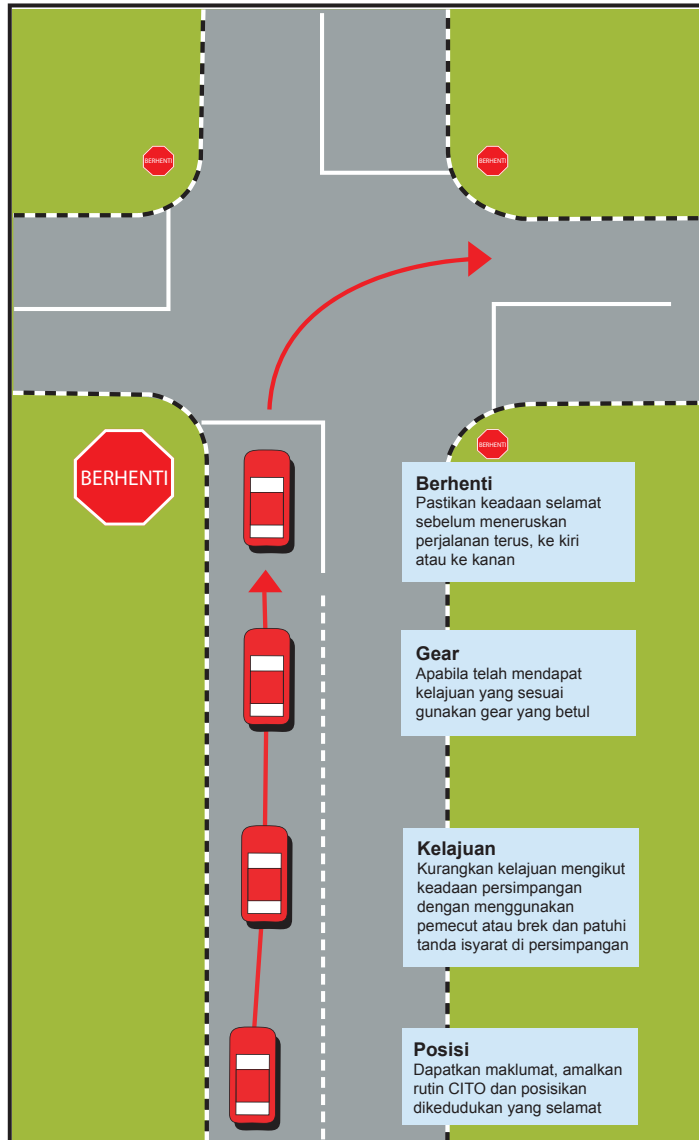 BERHENTI
BERHENTI
BERHENTI
BERHENTI
Berhenti
Pastikan keadaan selamat
sebelum meneruskan
perjalanan terus, ke kiri
atau ke kanan
Gear
Apabila telah mendapat
kelajuan yang sesuai
gunakan gear yang betul
Kelajuan
Kurangkan kelajuan mengikut
keadaan persimpangan
dengan menggunakan
pemecut atau brek dan patuhi
tanda isyarat di persimpangan
Posisi
Dapatkan maklumat, amalkan
rutin CITO dan posisikan
dikedudukan yang selamat